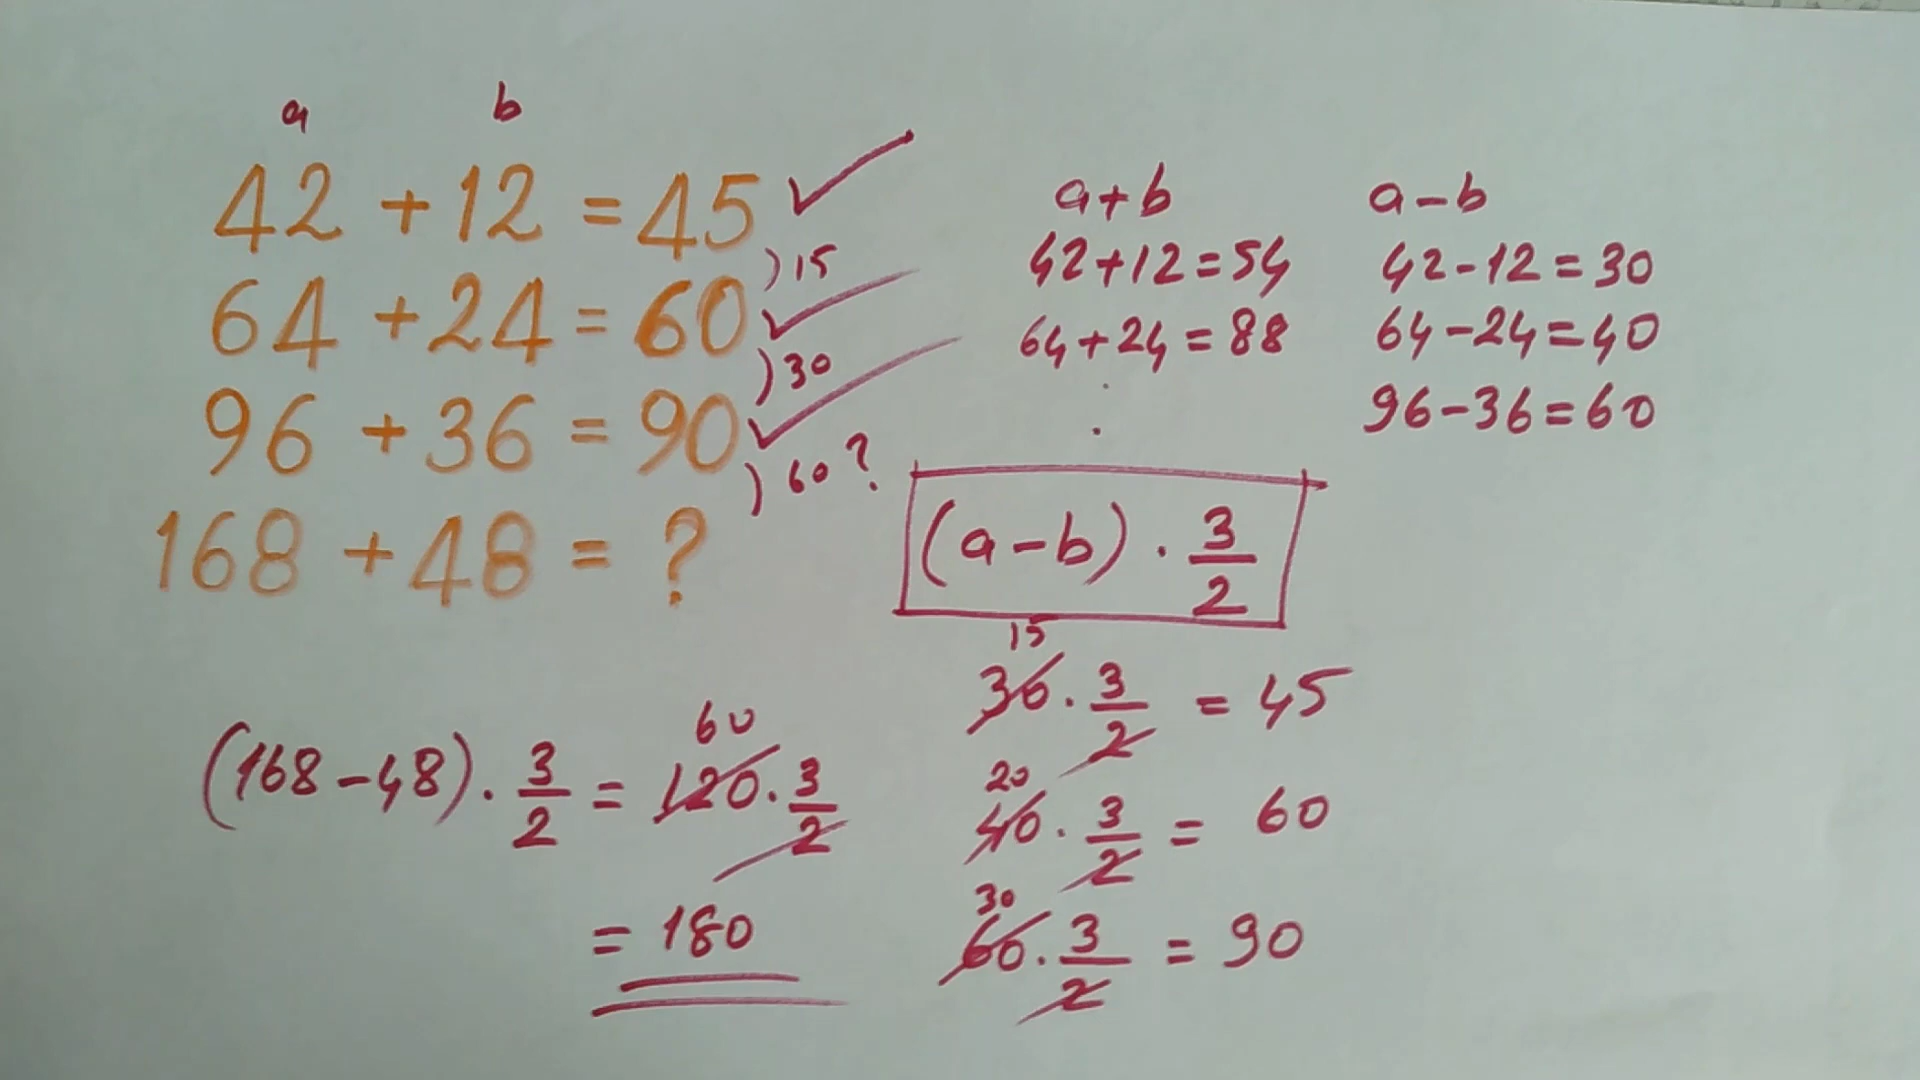 a b
42 + 12 = 45
) 15
64 + 24 = 60
) 30
96 + 36 = 90
) 60 ?
168 + 48 = ?
a + b
42 + 12 = 54
64 + 24 = 88
.
.
a - b
42 - 12 = 30
64 - 24 = 40
96 - 36 = 60
(a - b) . 3/2
15
30 . 3/2 = 45
20
40 . 3/2 = 60
30
60 . 3/2 = 90
60
(168 - 48) . 3/2 = 120 . 3/2
= 180